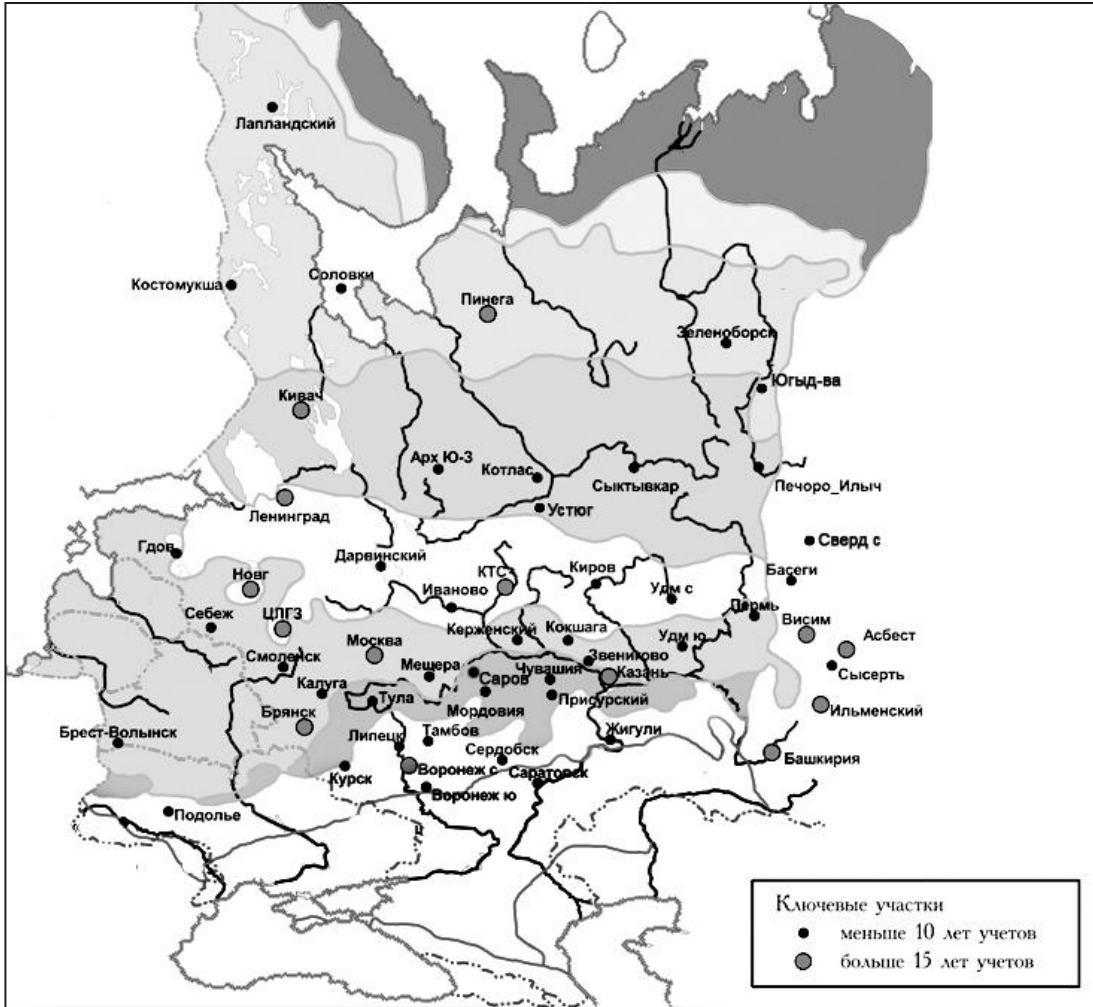 Лапландский
Костомукша
Соловки
Пинега
Зеленоборск
Югыд-ва
Кивач
Арх Ю-З
Котлас
Сыктывкар
Печоро_Илыч
Ленинград
Устюг
Гдов
Дарвинский
Сверд с
Новг
КТС
Киров
Басеги
Иваново
Удм с
Себеж
ЦЛГЗ
Пермь
Висим
Асбест
Москва
Керженский
Кокшага
Удм ю
Смоленск
Мещера
Звениково
Сысерть
Калуга
Саров
Чувашия
Казань
Тула
Мордовия
Присурский
Ильменский
Брянск
Брест-Волынск
Липецк
Тамбов
Жигули
Сердобск
Башкирия
Курск
Воронеж с
Саратовск
Воронеж ю
Подолье
Ключевые участки
меньше 10 лет учетов
больше 15 лет учетов